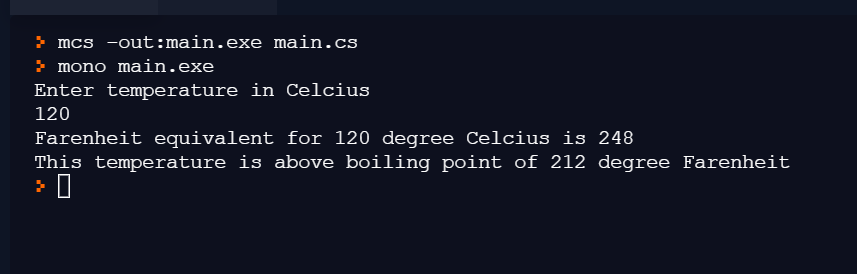 mcs -out:main.exe main.cs
mono main.exe
Enter temperature in Celcius
120
Farenheit equivalent for 120 degree Celcius is 248
This temperature is above boiling point of 212 degree Farenheit